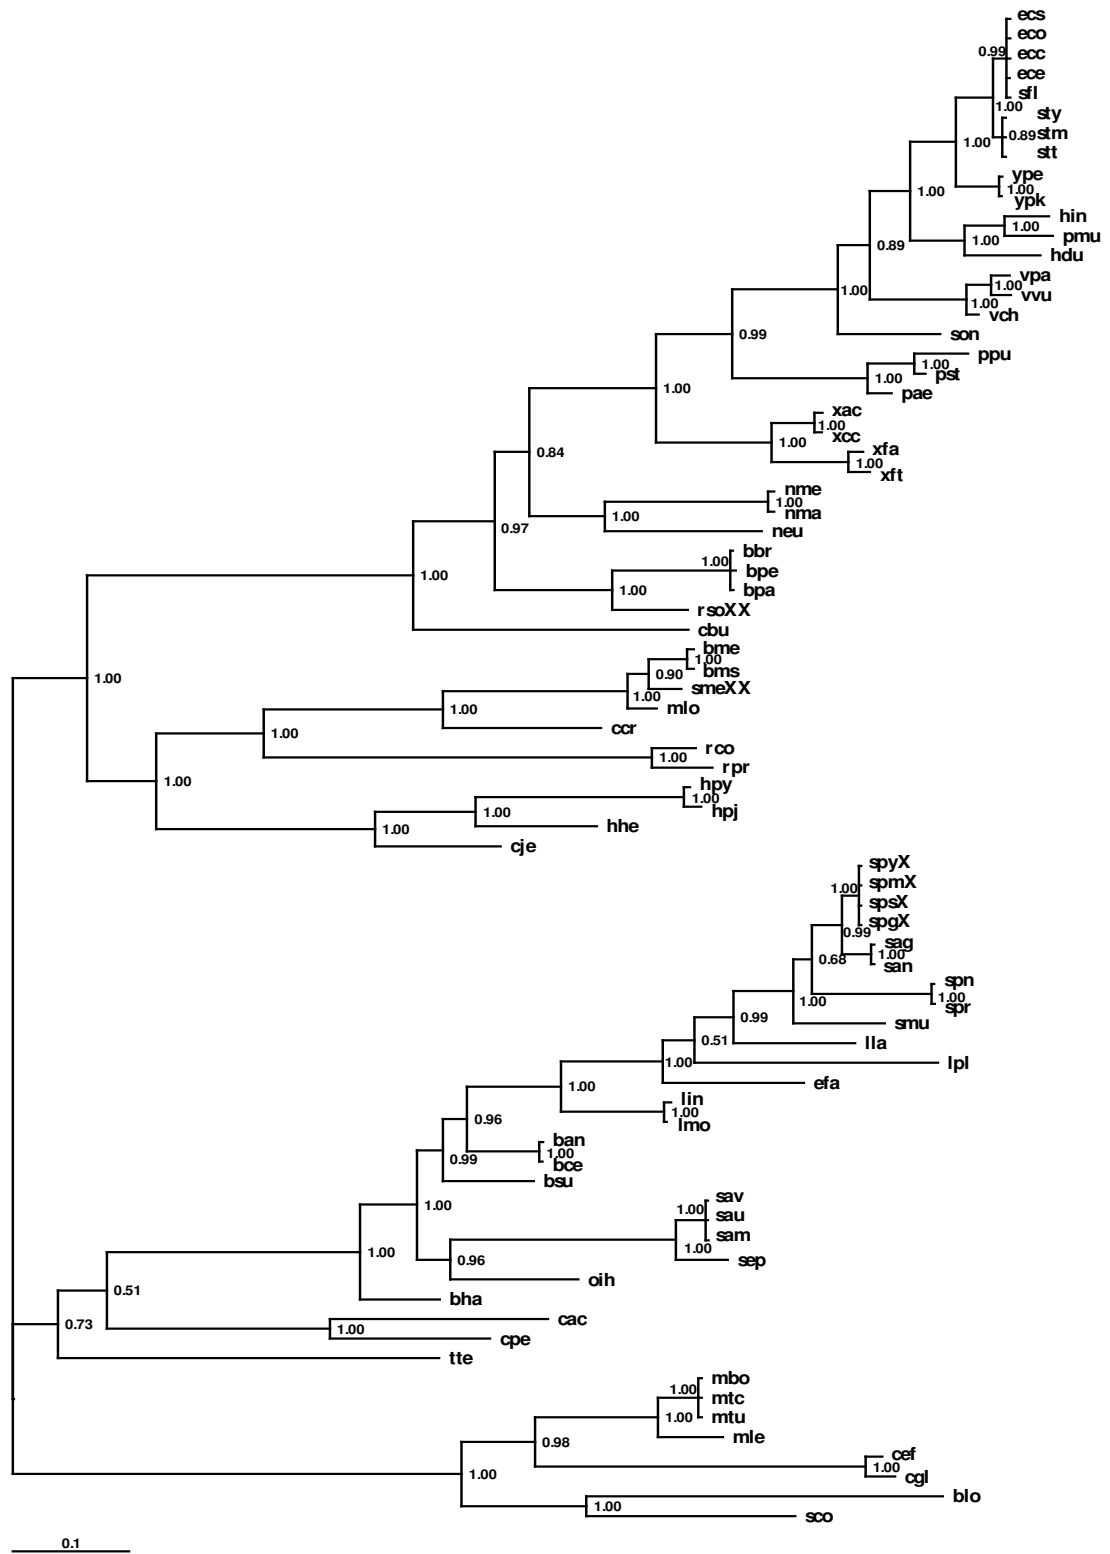 ecs
eco
0.99
ecc
ece
sfl
1.00
sty
1.00
0.89
stm
stt
ype
1.00
1.00
ypk
hin
1.00
pmu
0.89
1.00
hdu
vpa
1.00
1.00
vvu
1.00
vch
0.99
son
ppu
1.00
1.00
pst
pae
1.00
xac
1.00
xcc
1.00
xfa
0.84
1.00
xft
nme
1.00
1.00
nma
0.97
neu
bbr
1.00
bpe
1.00
1.00
bpa
rsoXX
cbu
bme
1.00
0.90
bms
1.00
smeXX
1.00
mlo
1.00
ccr
1.00
rco
1.00
rpr
1.00
hpy
1.00
1.00
hpj
1.00
hhe
cje
spyX
1.00
spmX
spsX
spgX
0.99
sag
0.68
1.00
san
spn
1.00
1.00
spr
0.99
smu
0.51
lla
1.00
lpl
1.00
efa
lin
0.96
1.00
lmo
ban
0.99
1.00
bce
bsu
1.00
sav
1.00
sau
sam
1.00
1.00
0.96
sep
oih
0.51
bha
0.73
cac
1.00
cpe
tte
mbo
1.00
mtc
1.00
mtu
0.98
mle
cef
1.00
1.00
cgl
blo
1.00
sco
0.1